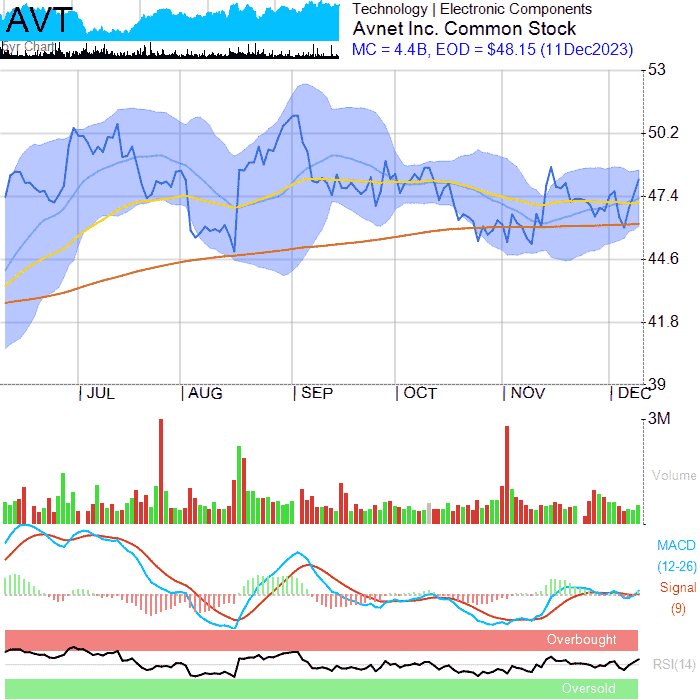 AVT
5yr Chart
Technology | Electronic Components
Avnet Inc. Common Stock
MC = 4.4B, EOD = $48.15 (11Dec2023)
53
50.2
47.4
44.6
41.8
39
| JUL | AUG | SEP | OCT | NOV | DEC
3M
Volume
MACD
(12-26)
Signal
(9)
Overbought
RSI(14)
Oversold